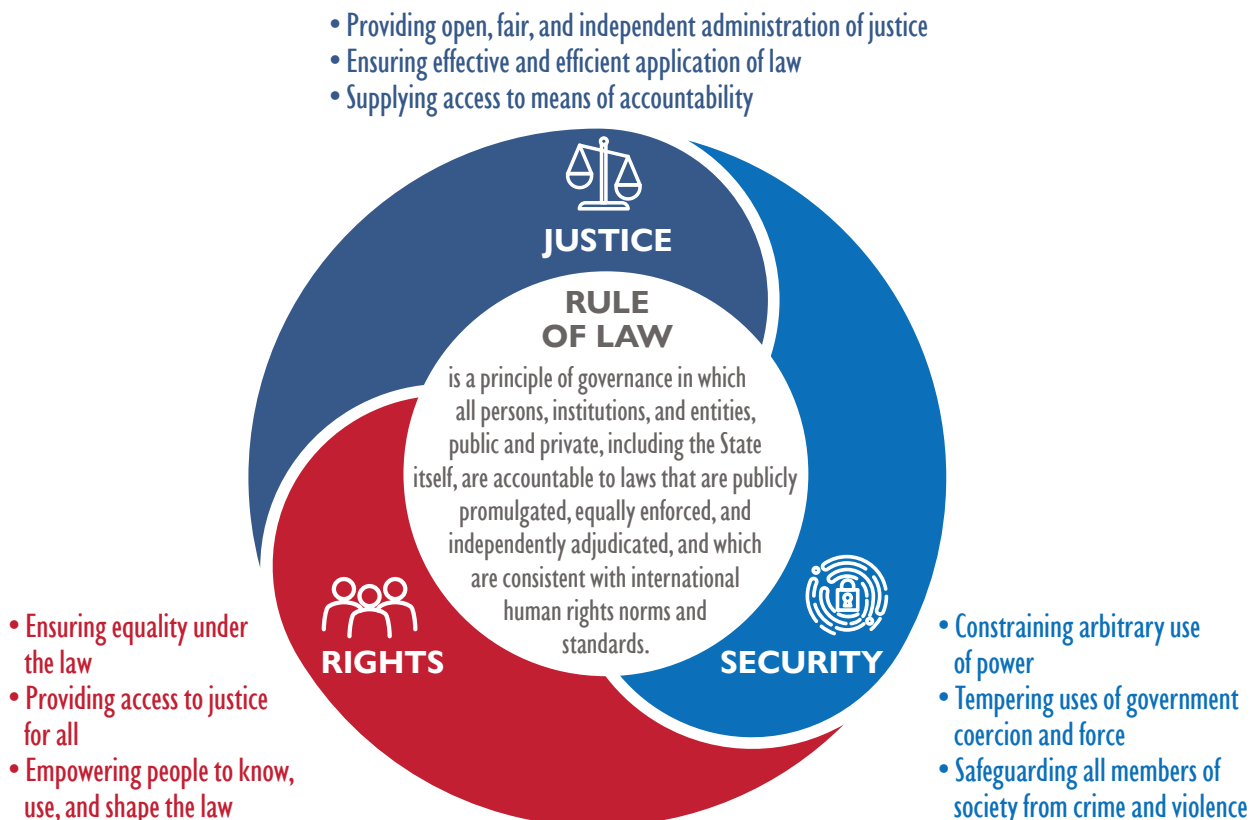 • Providing open, fair, and independent administration of justice
• Ensuring effective and efficient application of law
• Supplying access to means of accountability
JUSTICE
RULE
OF LAW
is a principle of governance in which
all persons, institutions, and entities,
public and private, including the State
itself, are accountable to laws that are publicly
promulgated, equally enforced, and
independently adjudicated, and which
are consistent with international
human rights norms and
standards.
RIGHTS
• Ensuring equality under
the law
• Providing access to justice
for all
• Empowering people to know,
use, and shape the law
SECURITY
• Constraining arbitrary use
of power
• Tempering uses of government
coercion and force
• Safeguarding all members of
society from crime and violence